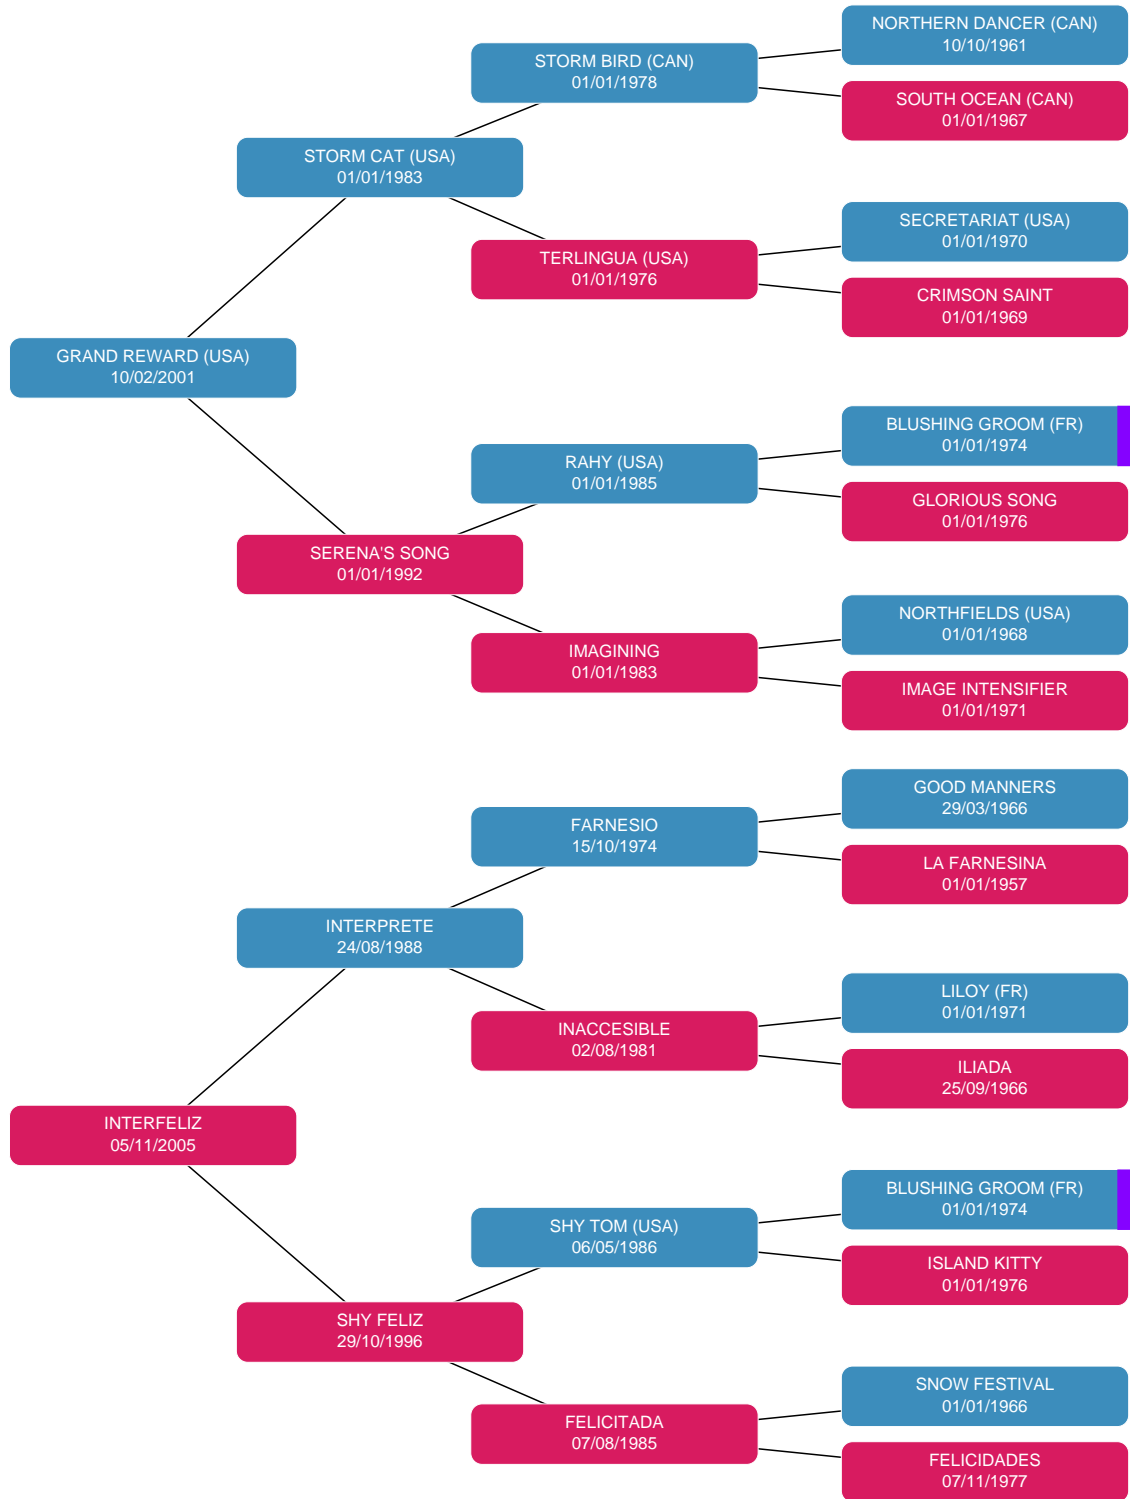 NORTHERN DANCER (CAN)
10/10/1961
STORM BIRD (CAN)
01/01/1978
SOUTH OCEAN (CAN)
01/01/1967
STORM CAT (USA)
01/01/1983
SECRETARIAT (USA)
01/01/1970
TERLINGUA (USA)
01/01/1976
CRIMSON SAINT
01/01/1969
GRAND REWARD (USA)
10/02/2001
BLUSHING GROOM (FR)
01/01/1974
RAHY (USA)
01/01/1985
GLORIOUS SONG
01/01/1976
SERENA'S SONG
01/01/1992
NORTHFIELDS (USA)
01/01/1968
IMAGINING
01/01/1983
IMAGE INTENSIFIER
01/01/1971
GOOD MANNERS
29/03/1966
FARNESIO
15/10/1974
LA FARNESINA
01/01/1957
INTERPRETE
24/08/1988
LILOY (FR)
01/01/1971
INACCESIBLE
02/08/1981
ILIADA
25/09/1966
INTERFELIZ
05/11/2005
BLUSHING GROOM (FR)
01/01/1974
SHY TOM (USA)
06/05/1986
ISLAND KITTY
01/01/1976
SHY FELIZ
29/10/1996
SNOW FESTIVAL
01/01/1966
FELICITADA
07/08/1985
FELICIDADES
07/11/1977